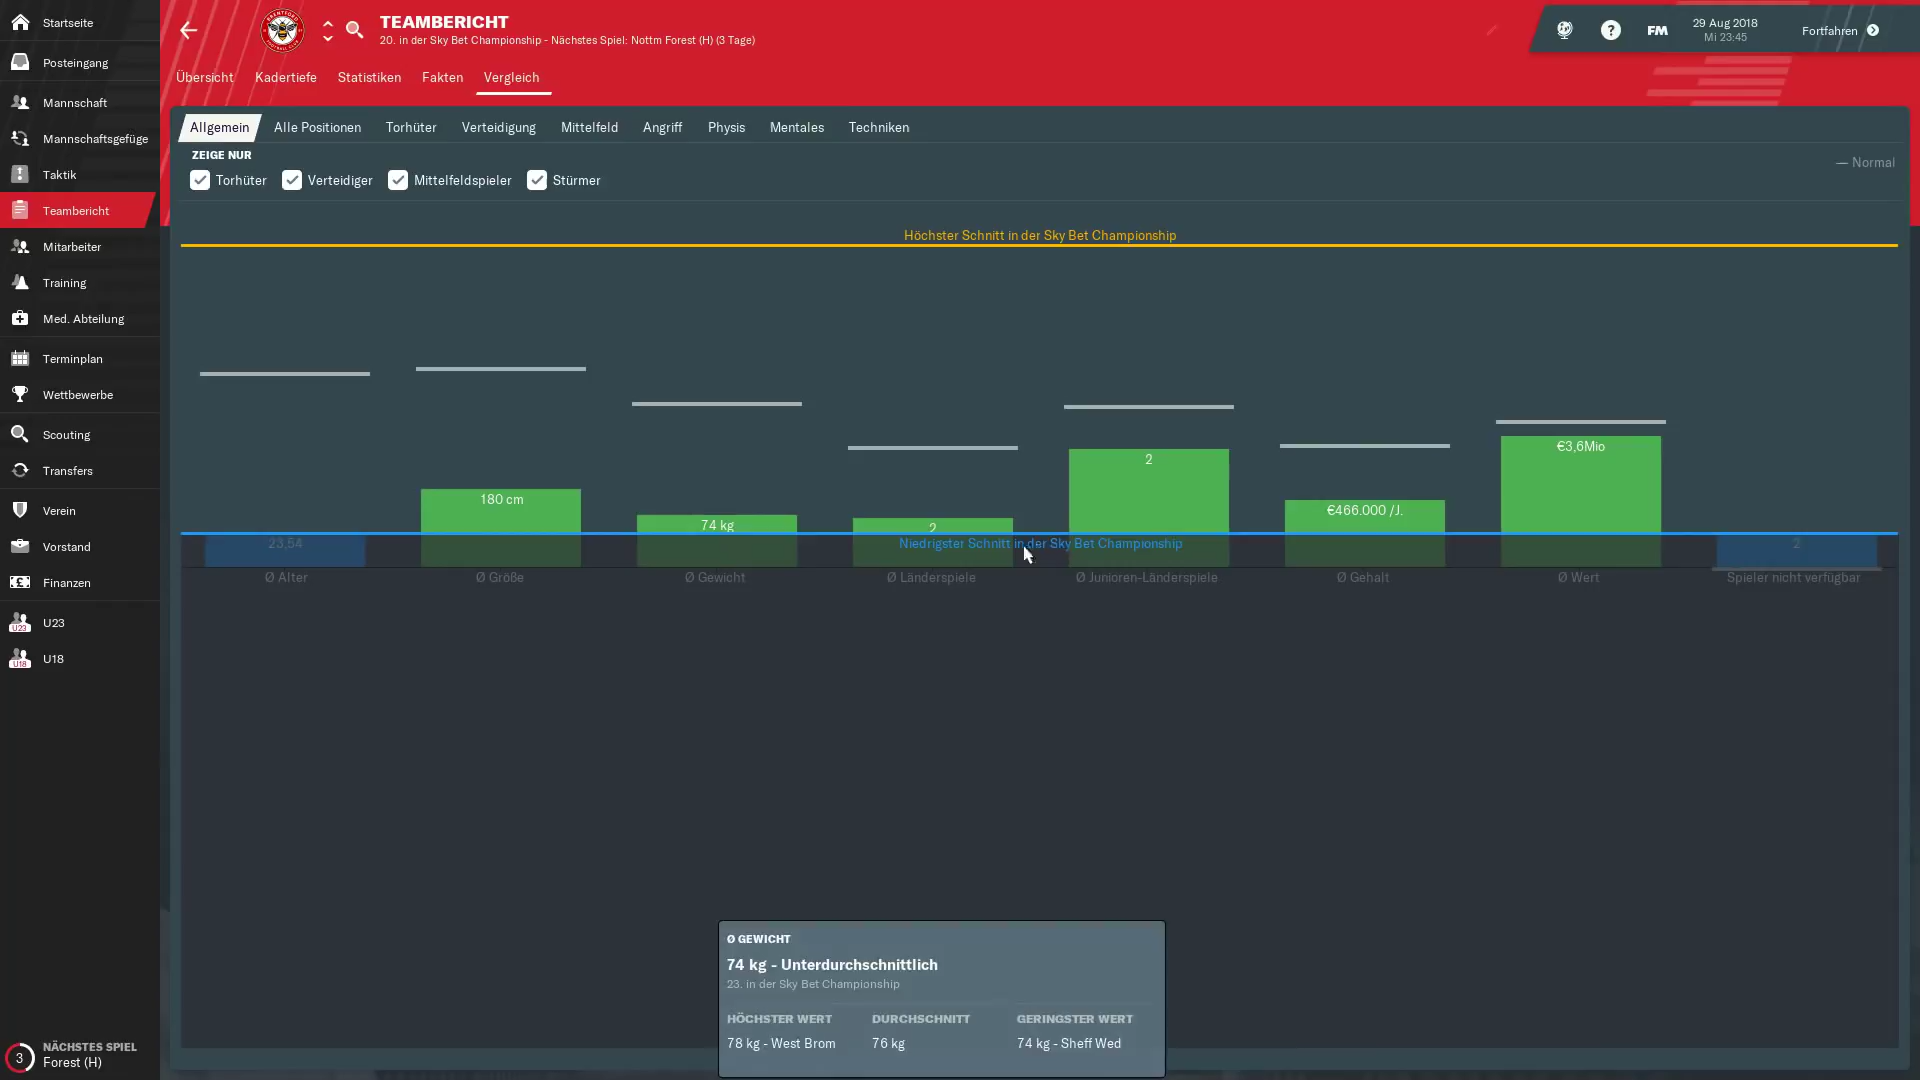 Startseite
Posteingang
Mannschaft
Mannschaftsgefüge
Taktik
Teambericht
Mitarbeiter
Training
Med. Abteilung
Terminplan
Wettbewerbe
Scouting
Transfers
Verein
Vorstand
Finanzen
U23
U23
U18
U18
3
NÄCHSTES SPIEL
Forest (H)
TEAMBERICHT
20. in der Sky Bet Championship - Nächstes Spiel: Nottm Forest (H) (3 Tage)
FM
29 Aug 2018
Mi 23:45
Fortfahren
Übersicht Kadertiefe Statistiken Fakten Vergleich
Allgemein Alle Positionen Torhüter Verteidigung Mittelfeld Angriff Physis Mentales Techniken
ZEIGE NUR
Normal
Torhüter Verteidiger Mittelfeldspieler Stürmer
Höchster Schnitt in der Sky Bet Championship
€3,6Mio
2
180 cm
€466.000 /J.
74 kg
2
23,54
Niedrigster Schnitt in der Sky Bet Championship
2
Ø Alter Ø Größe Ø Gewicht Ø Länderspiele Ø Junioren-Länderspiele Ø Gehalt Ø Wert Spieler nicht verfügbar
Ø GEWICHT
74 kg - Unterdurchschnittlich
23. in der Sky Bet Championship
HÖCHSTER WERT DURCHSCHNITT GERINGSTER WERT
78 kg - West Brom 76 kg 74 kg - Sheff Wed